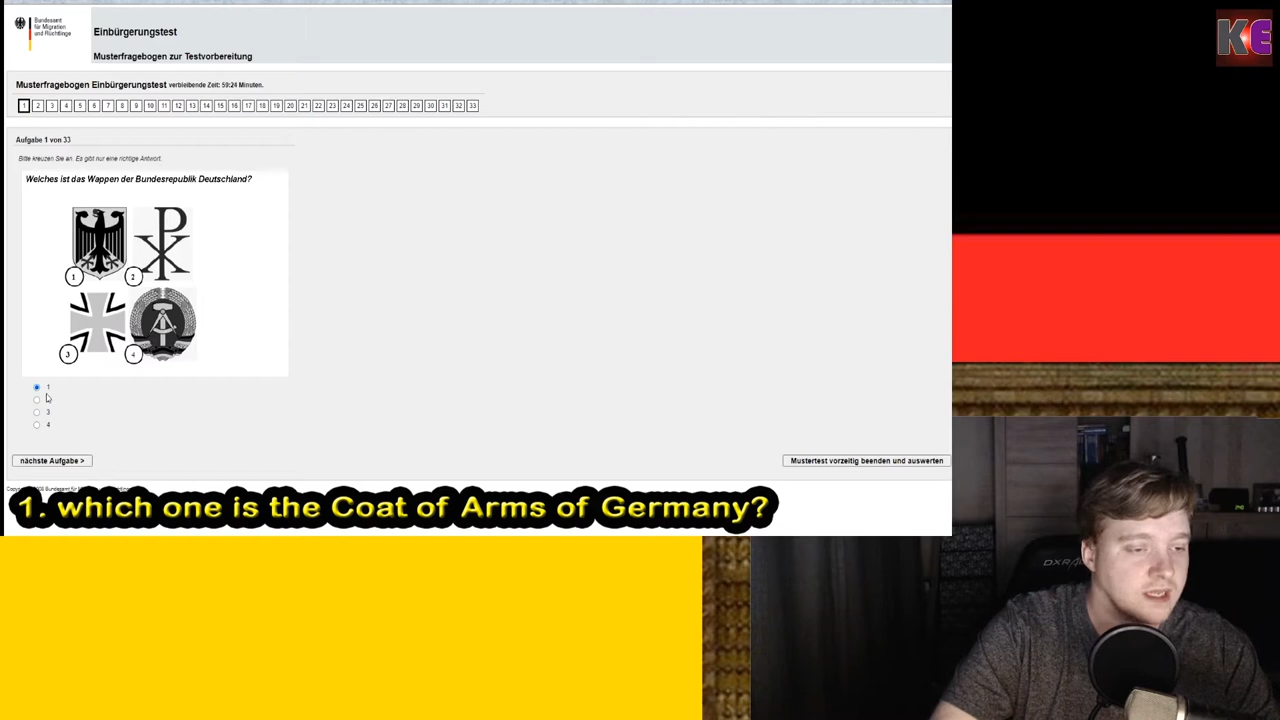 Bundesamt
für Migration
und Flüchtlinge
Einbürgerungstest
Musterfragebogen zur Testvorbereitung
KE
Musterfragebogen Einbürgerungstest verbleibende Zeit: 59:24 Minuten.
1 2 3 4 5 6 7 8 9 10 11 12 13 14 15 16 17 18 19 20 21 22 23 24 25 26 27 28 29 30 31 32 33
Aufgabe 1 von 33
Bitte kreuzen Sie an. Es gibt nur eine richtige Antwort.
Welches ist das Wappen der Bundesrepublik Deutschland?
1 2
3 4
1
3
4
nächste Aufgabe >
Mustertest vorzeitig beenden und auswerten
1. which one is the Coat of Arms of Germany?